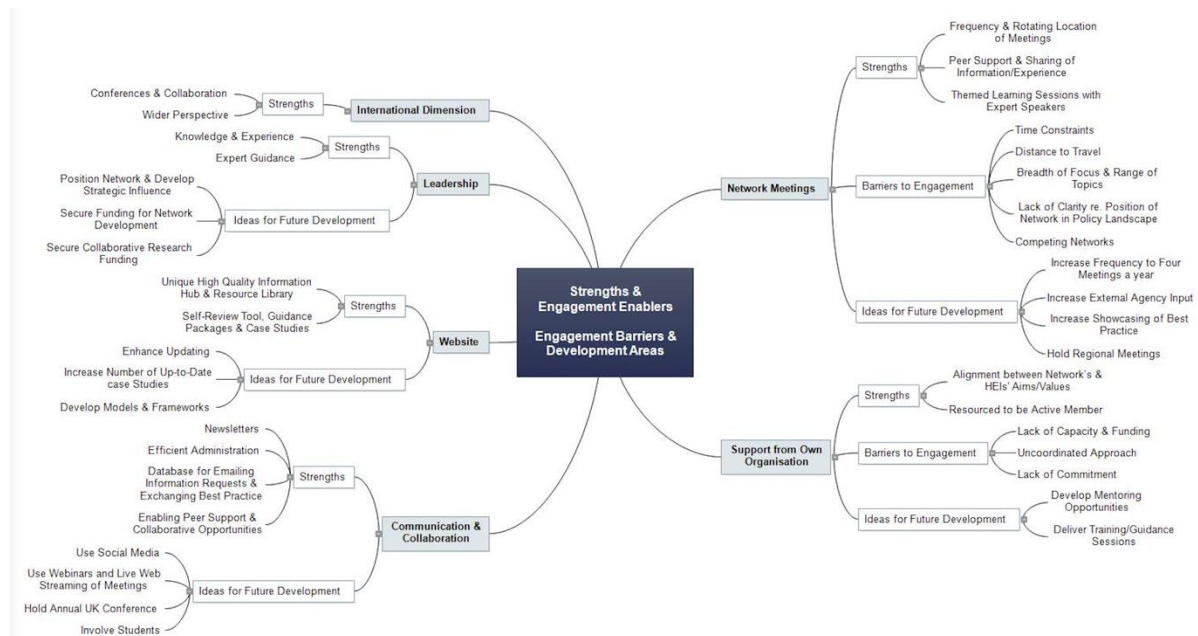 Strengths &
Engagement Enablers
Engagement Barriers &
Development Areas
International Dimension
Strengths
Conferences & Collaboration
Wider Perspective
Leadership
Strengths
Knowledge & Experience
Expert Guidance
Ideas for Future Development
Position Network & Develop
Strategic Influence
Secure Funding for Network
Development
Secure Collaborative Research
Funding
Website
Strengths
Unique High Quality Information
Hub & Resource Library
Self-Review Tool, Guidance
Packages & Case Studies
Ideas for Future Development
Enhance Updating
Increase Number of Up-to-Date
case Studies
Develop Models & Frameworks
Communication &
Collaboration
Strengths
Newsletters
Efficient Administration
Database for Emailing
Information Requests &
Exchanging Best Practice
Enabling Peer Support &
Collaborative Opportunities
Ideas for Future Development
Use Social Media
Use Webinars and Live Web
Streaming of Meetings
Hold Annual UK Conference
Involve Students
Network Meetings
Strengths
Frequency & Rotating Location
of Meetings
Peer Support & Sharing of
Information/Experience
Themed Learning Sessions with
Expert Speakers
Barriers to Engagement
Time Constraints
Distance to Travel
Breadth of Focus & Range of
Topics
Lack of Clarity re. Position of
Network in Policy Landscape
Competing Networks
Ideas for Future Development
Increase Frequency to Four
Meetings a year
Increase External Agency Input
Increase Showcasing of Best
Practice
Hold Regional Meetings
Support from Own
Organisation
Strengths
Alignment between Network's &
HEIs' Aims/Values
Resourced to be Active Member
Barriers to Engagement
Lack of Capacity & Funding
Uncoordinated Approach
Lack of Commitment
Ideas for Future Development
Develop Mentoring
Opportunities
Deliver Training/Guidance
Sessions